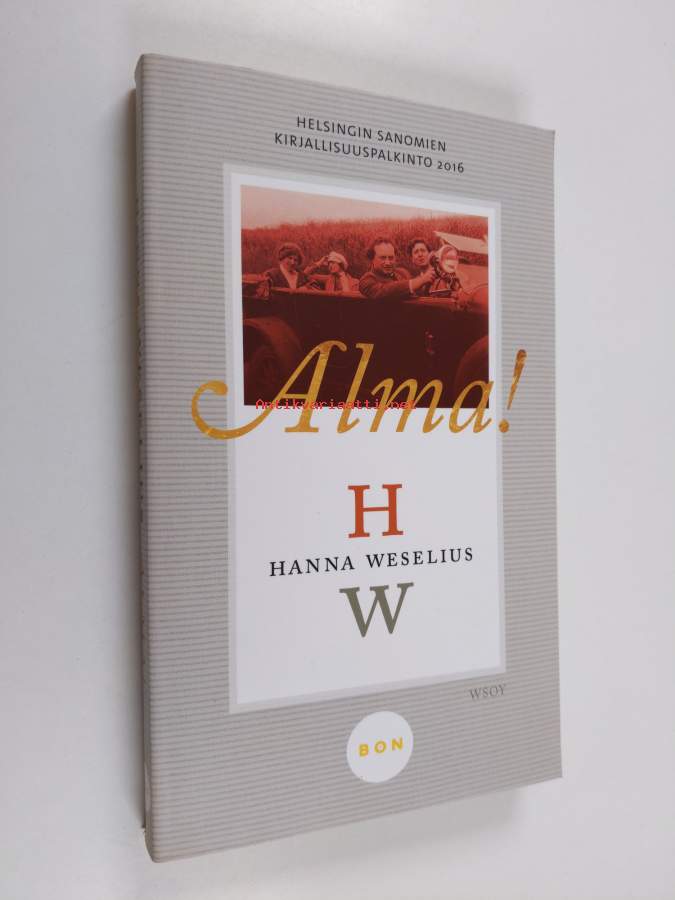 HELSINGIN SANOMIEN
KIRJALLISUUSPALKINTO 2016
Alma!
Antikvariaatti.net
H
HANNA WESELIUS
W
WSOY
BON